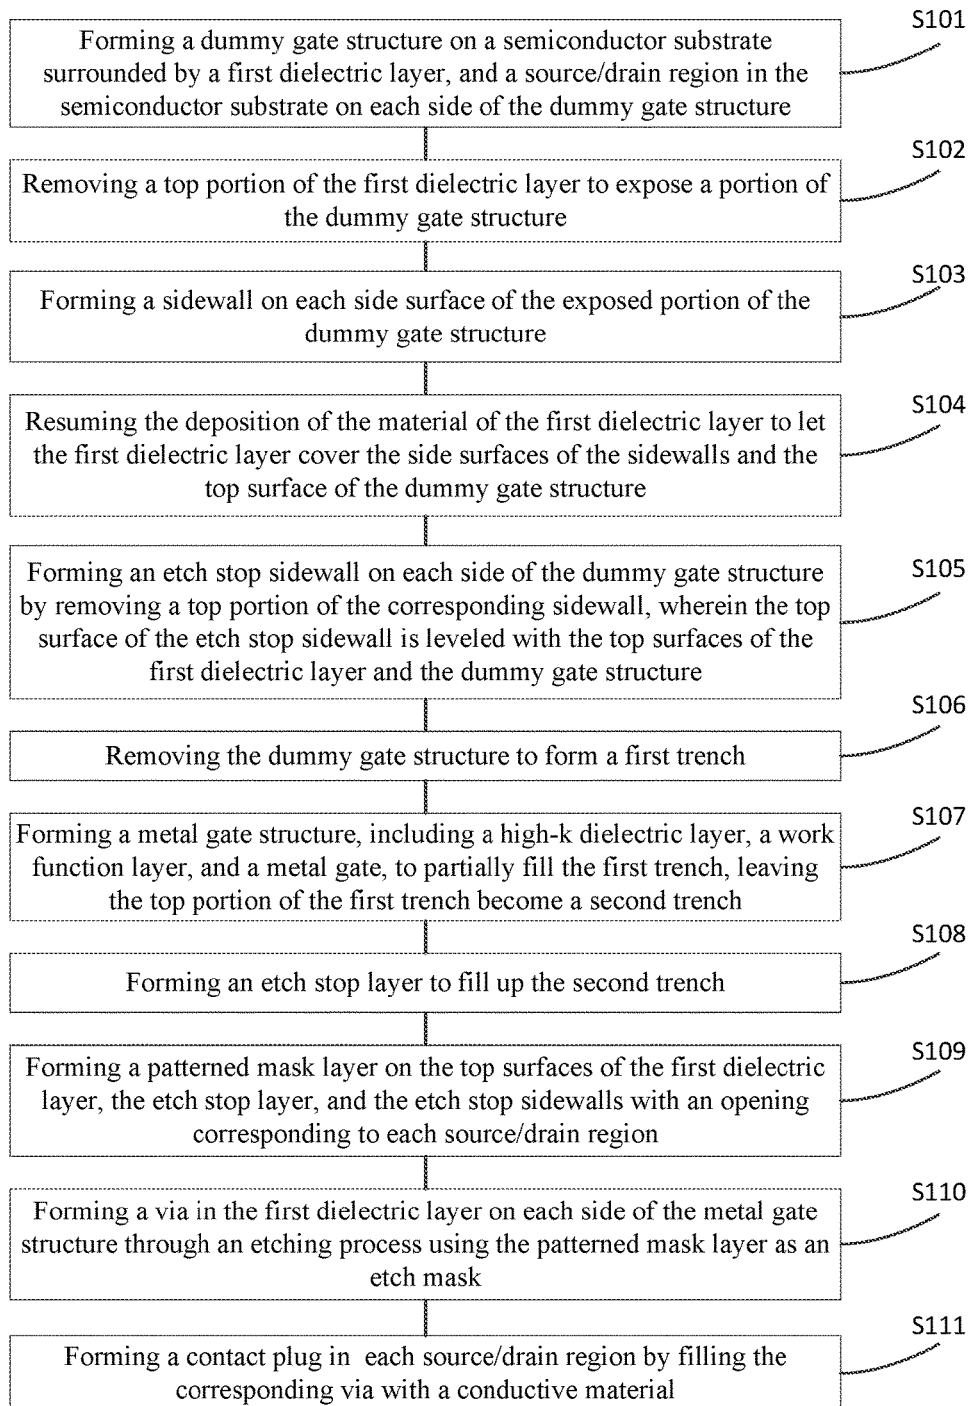 S101
Forming a dummy gate structure on a semiconductor substrate
surrounded by a first dielectric layer, and a source/drain region in the
semiconductor substrate on each side of the dummy gate structure
S102
Removing a top portion of the first dielectric layer to expose a portion of
the dummy gate structure
S103
Forming a sidewall on each side surface of the exposed portion of the
dummy gate structure
S104
Resuming the deposition of the material of the first dielectric layer to let
the first dielectric layer cover the side surfaces of the sidewalls and the
top surface of the dummy gate structure
S105
Forming an etch stop sidewall on each side of the dummy gate structure
by removing a top portion of the corresponding sidewall, wherein the top
surface of the etch stop sidewall is leveled with the top surfaces of the
first dielectric layer and the dummy gate structure
S106
Removing the dummy gate structure to form a first trench
S107
Forming a metal gate structure, including a high-k dielectric layer, a work
function layer, and a metal gate, to partially fill the first trench, leaving
the top portion of the first trench become a second trench
S108
Forming an etch stop layer to fill up the second trench
S109
Forming a patterned mask layer on the top surfaces of the first dielectric
layer, the etch stop layer, and the etch stop sidewalls with an opening
corresponding to each source/drain region
S110
Forming a via in the first dielectric layer on each side of the metal gate
structure through an etching process using the patterned mask layer as an
etch mask
S111
Forming a contact plug in each source/drain region by filling the
corresponding via with a conductive material